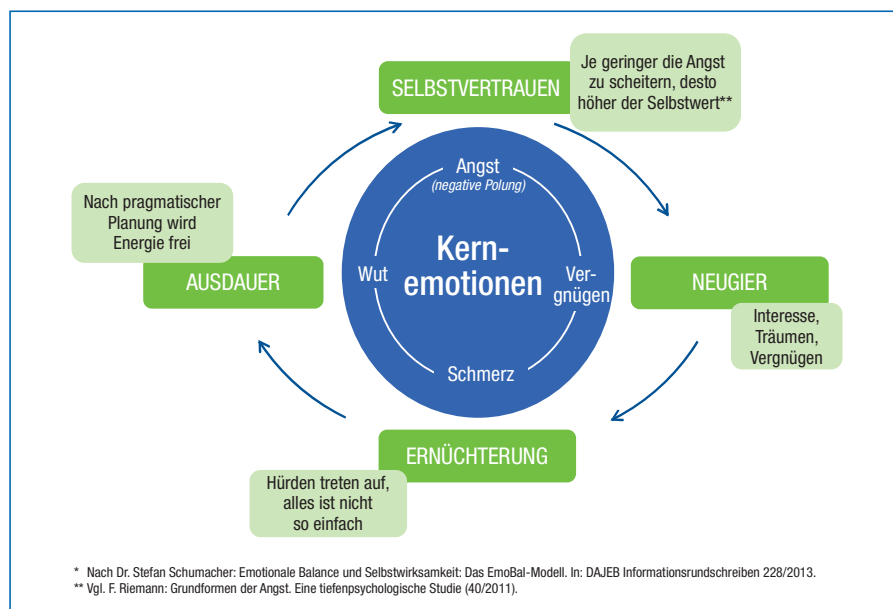 SELBSTVERTRAUEN
Je geringer die Angst
zu scheitern, desto
höher der Selbstwert**
Angst
(negative Polung)
Nach pragmatischer
Planung wird
Energie frei
AUSDAUER
Wut
Kern-
emotionen
Ver-
gnügen
NEUGIER
Interesse,
Träumen,
Vergnügen
Schmerz
ERNÜCHTERUNG
Hürden treten auf,
alles ist nicht
so einfach
* Nach Dr. Stefan Schumacher: Emotionale Balance und Selbstwirksamkeit: Das EmoBal-Modell. In: DAJEB Informationsrundschreiben 228/2013.
** Vgl. F. Riemann: Grundformen der Angst. Eine tiefenpsychologische Studie (40/2011).